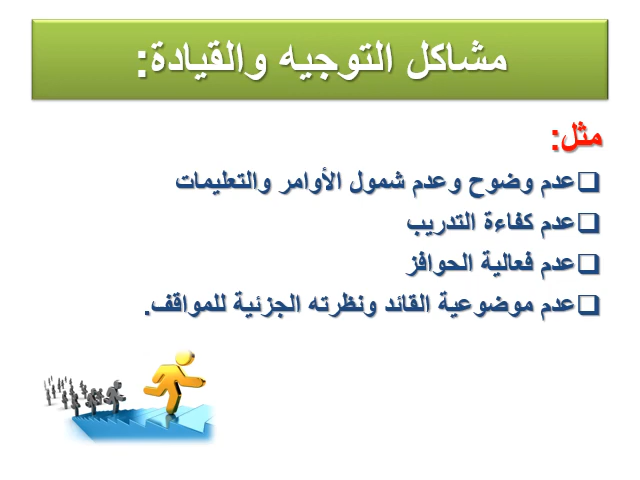 مشاكل التوجيه والقيادة:
مثل:
❑عدم وضوح وعدم شمول الأوامر والتعليمات
❑عدم كفاءة التدريب
❑عدم فعالية الحوافز
❑عدم موضوعية القائد ونظرته الجزئية للمواقف.